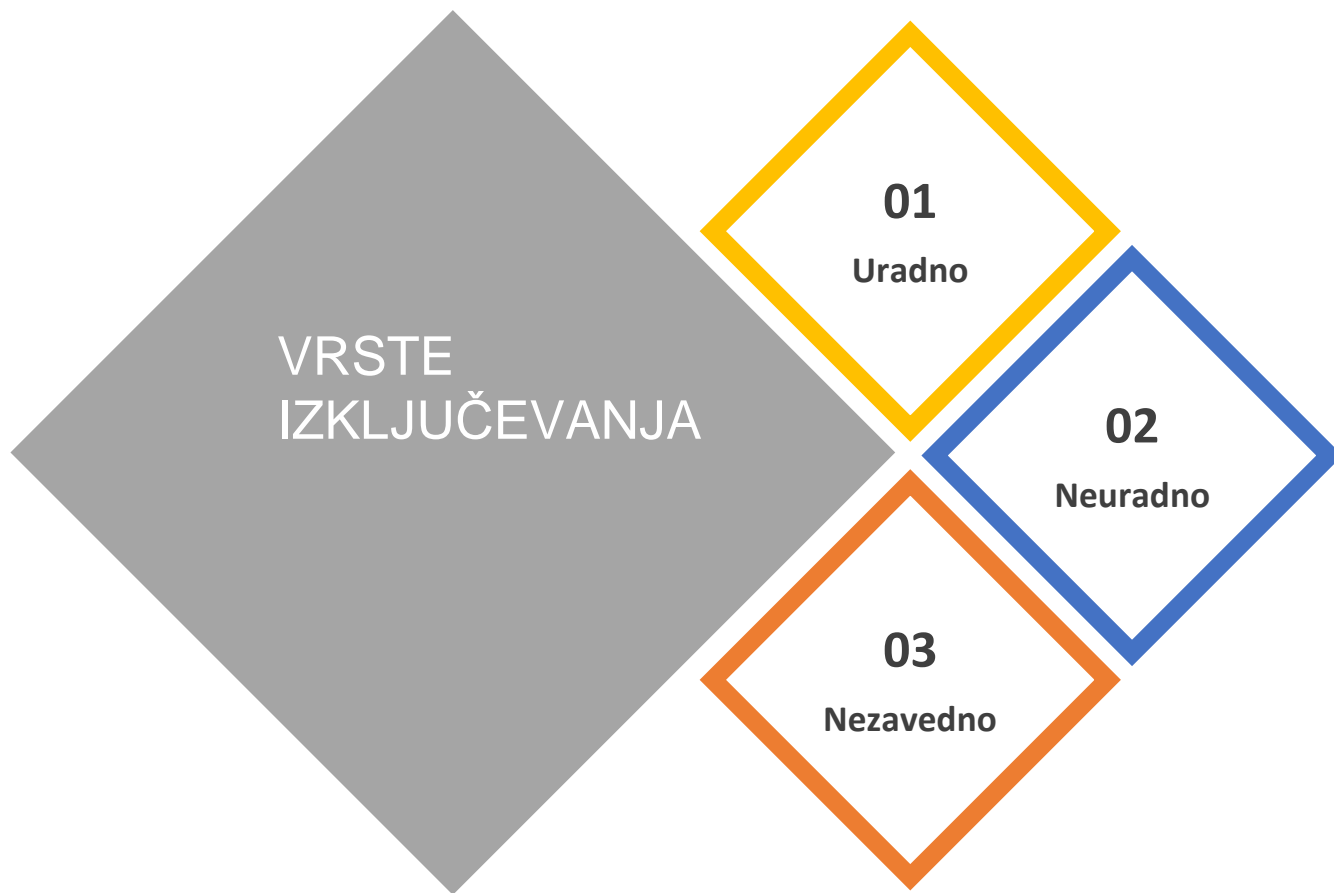 VRSTE
IZKLJUČEVANJA
01
Uradno
02
Neuradno
03
Nezavedno